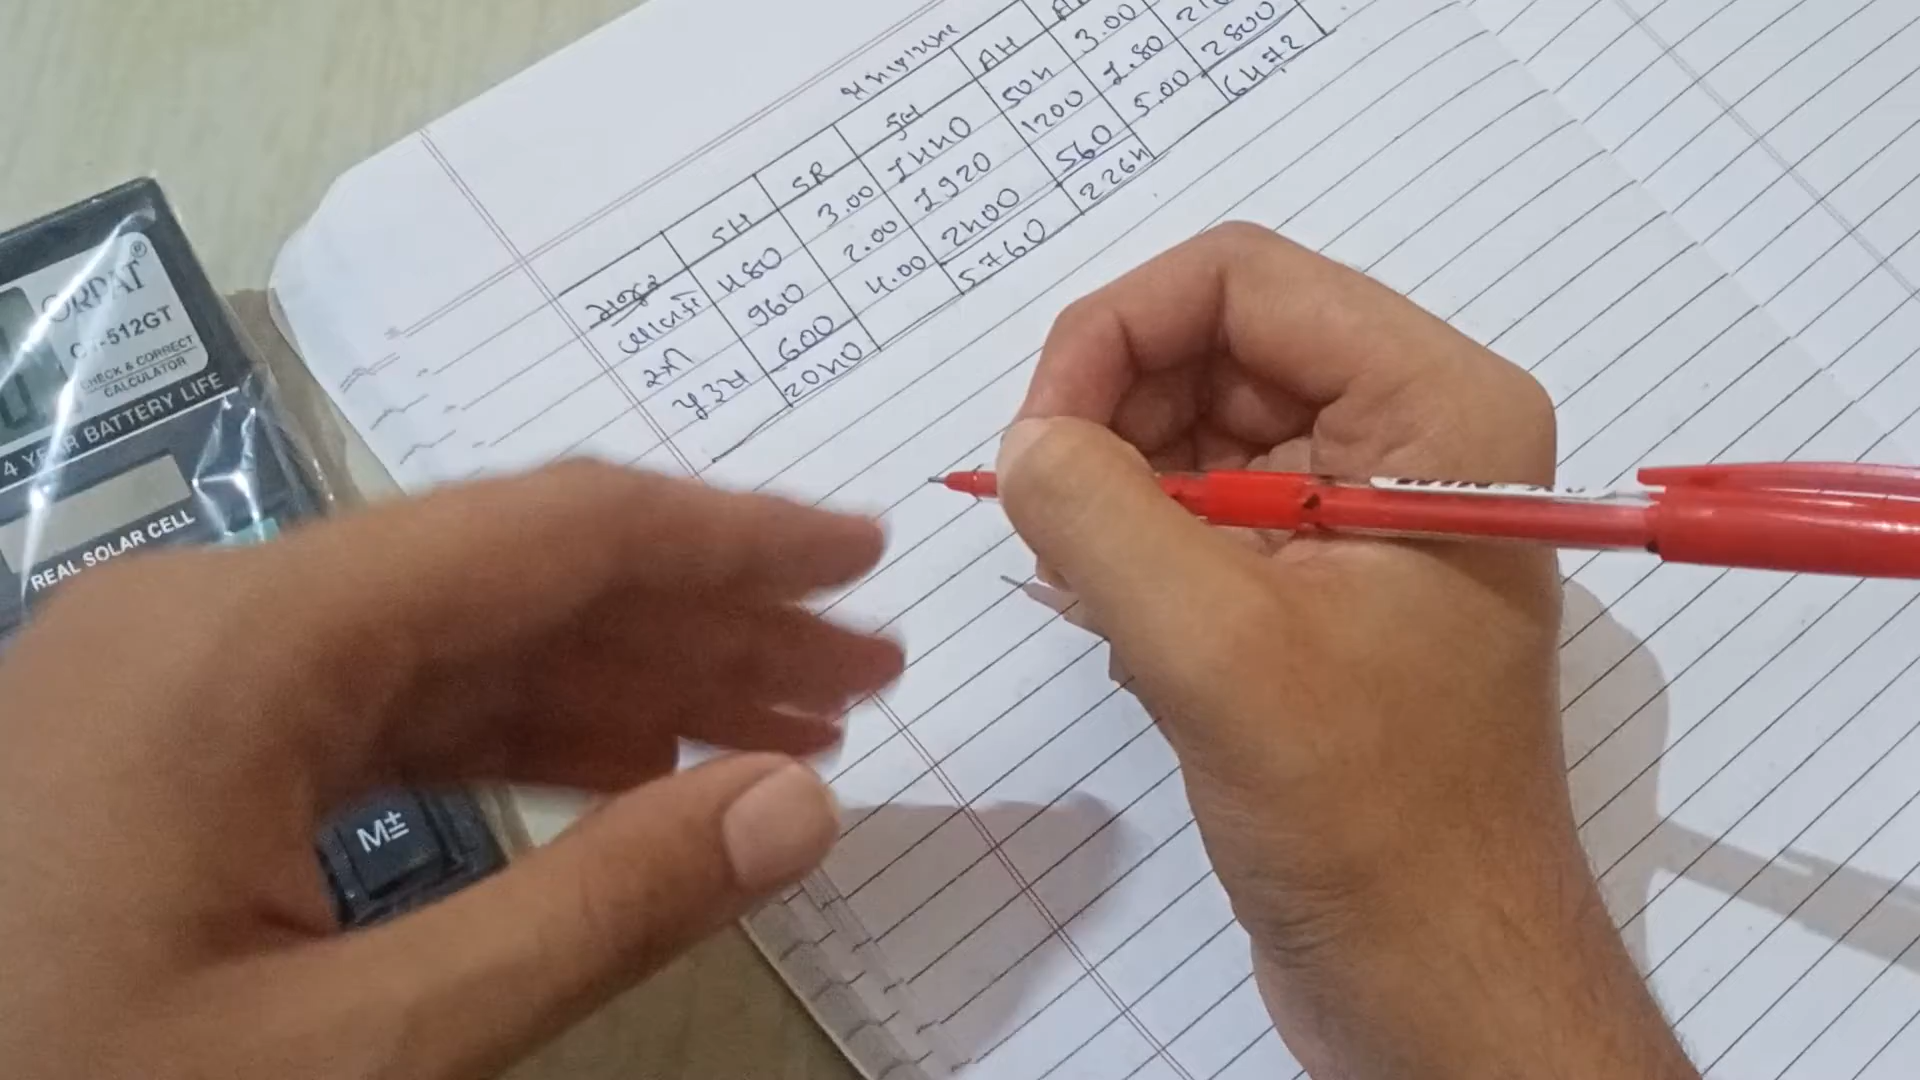 મજૂર SH SR કુલ AH
480 3.00 1440 504 3.00
સ્ત્રી 960 2.00 1920 1200 1.80
પુરુષ 600 4.00 2400 560 5.00 2800
2040 5760 2264 6472
ORPAT®
CT-512GT
CHECK & CORRECT
CALCULATOR
4 YEAR BATTERY LIFE
REAL SOLAR CELL
M±